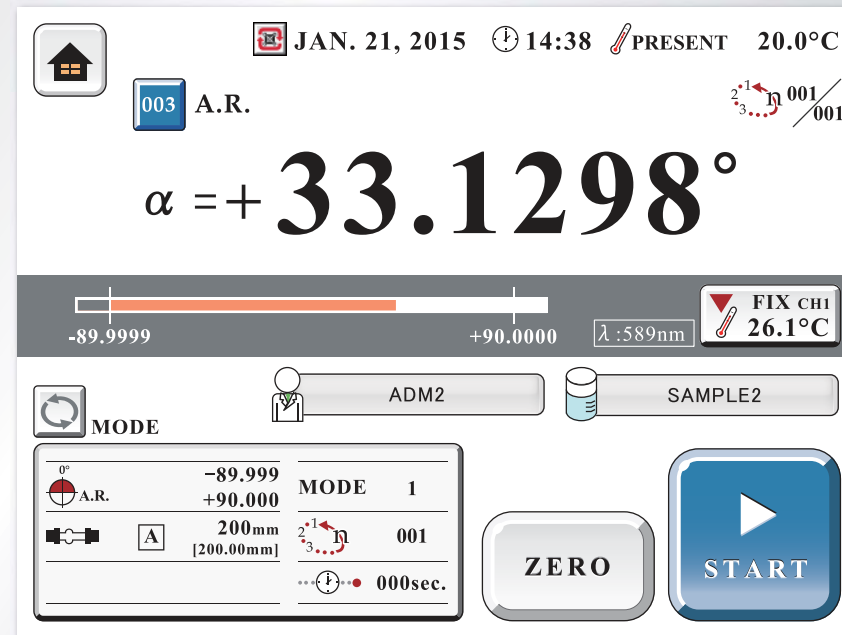 JAN. 21, 2015 14:38 PRESENT 20.0°C
003 A.R.
1 2 3 n 001/001
α =+33.1298°
-89.9999 +90.0000
λ:589nm
FIX CH1
26.1°C
ADM2
SAMPLE2
MODE
0°
A.R.
-89.999
+90.000
MODE 1
A 200mm
[200.00mm]
1 2 3 n 001
000sec.
ZERO
START